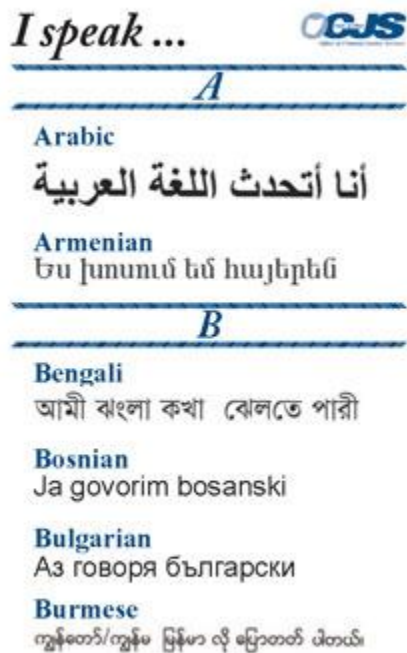 I speak ...
OCJS
A
Arabic
أنا أتحدث اللغة العربية
Armenian
Ես խոսում եմ հայերեն
B
Bengali
আমী ঝংলা কখা ঝেলতে পারী
Bosnian
Ja govorim bosanski
Bulgarian
Аз говоря български
Burmese
ကျွန်တော်/ကျွန်မ မြန်မာ လို ပြောတတ် ပါတယ်။